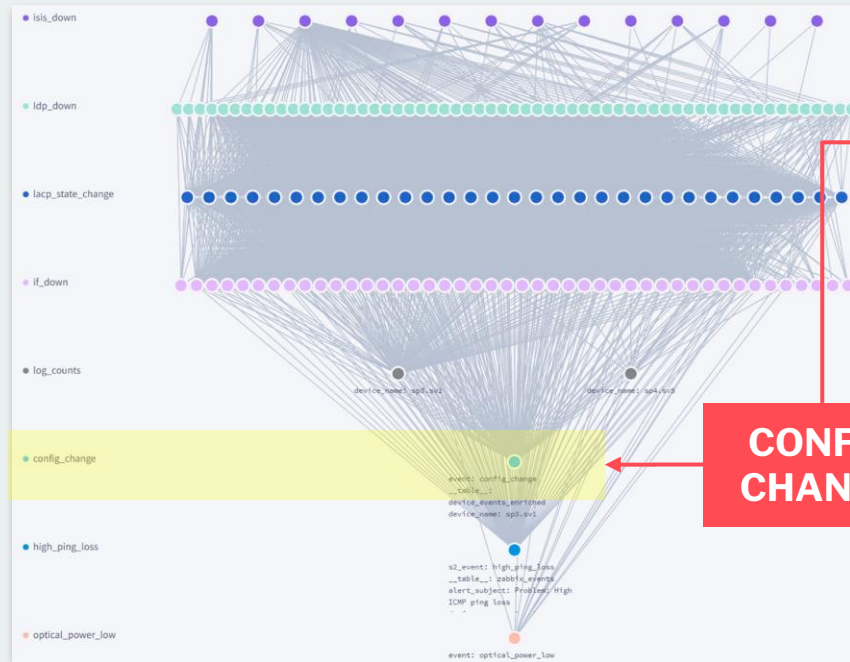 isis_down
ldp_down
lacp_state_change
if_down
log_counts
device_name: sp3.sv1
device_name: sp4.sv5
config_change
event: config_change
__table__:
device_events_enriched
device_name: sp3.sv1
CONF
CHAN
high_ping_loss
s2_event: high_ping_loss
__table__: zabbix_events
alert_subject: Problem: High
ICMP ping loss
optical_power_low
event: optical_power_low